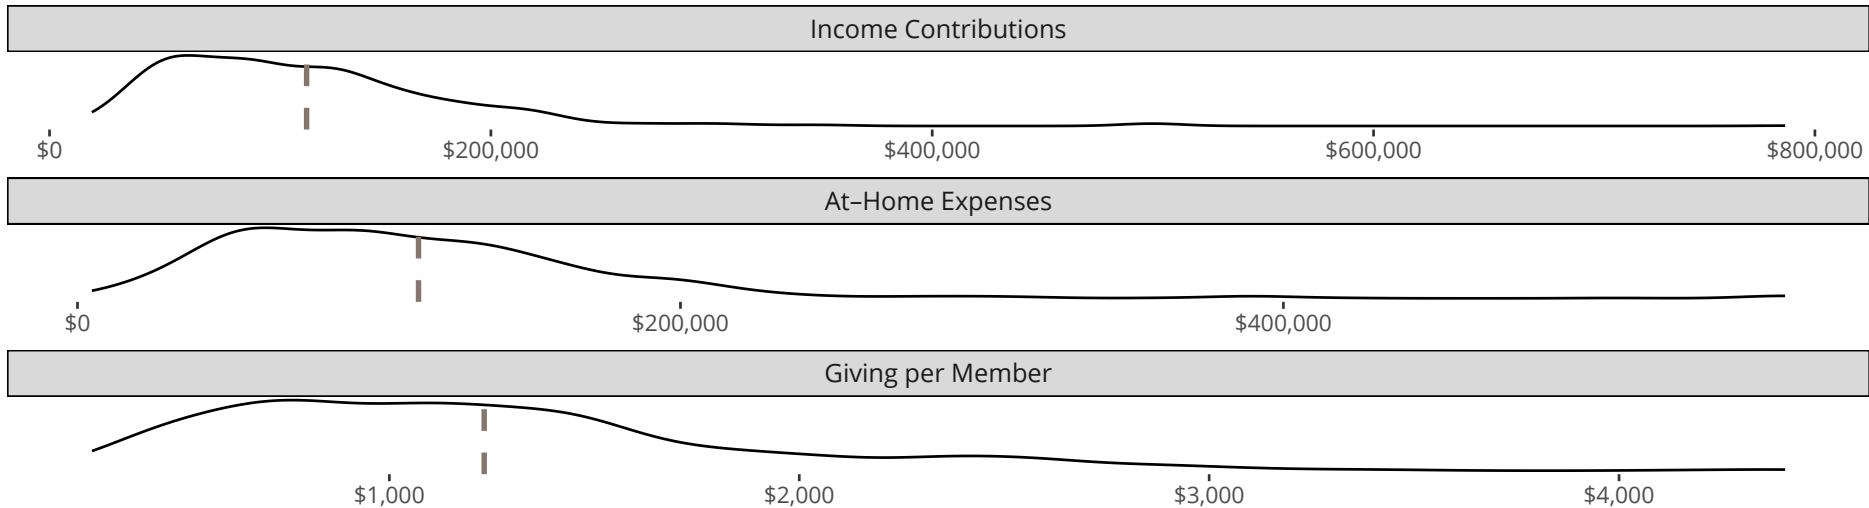 Income Contributions
$0 $200,000 $400,000 $600,000 $800,000
At–Home Expenses
$0 $200,000 $400,000
Giving per Member
$1,000 $2,000 $3,000 $4,000